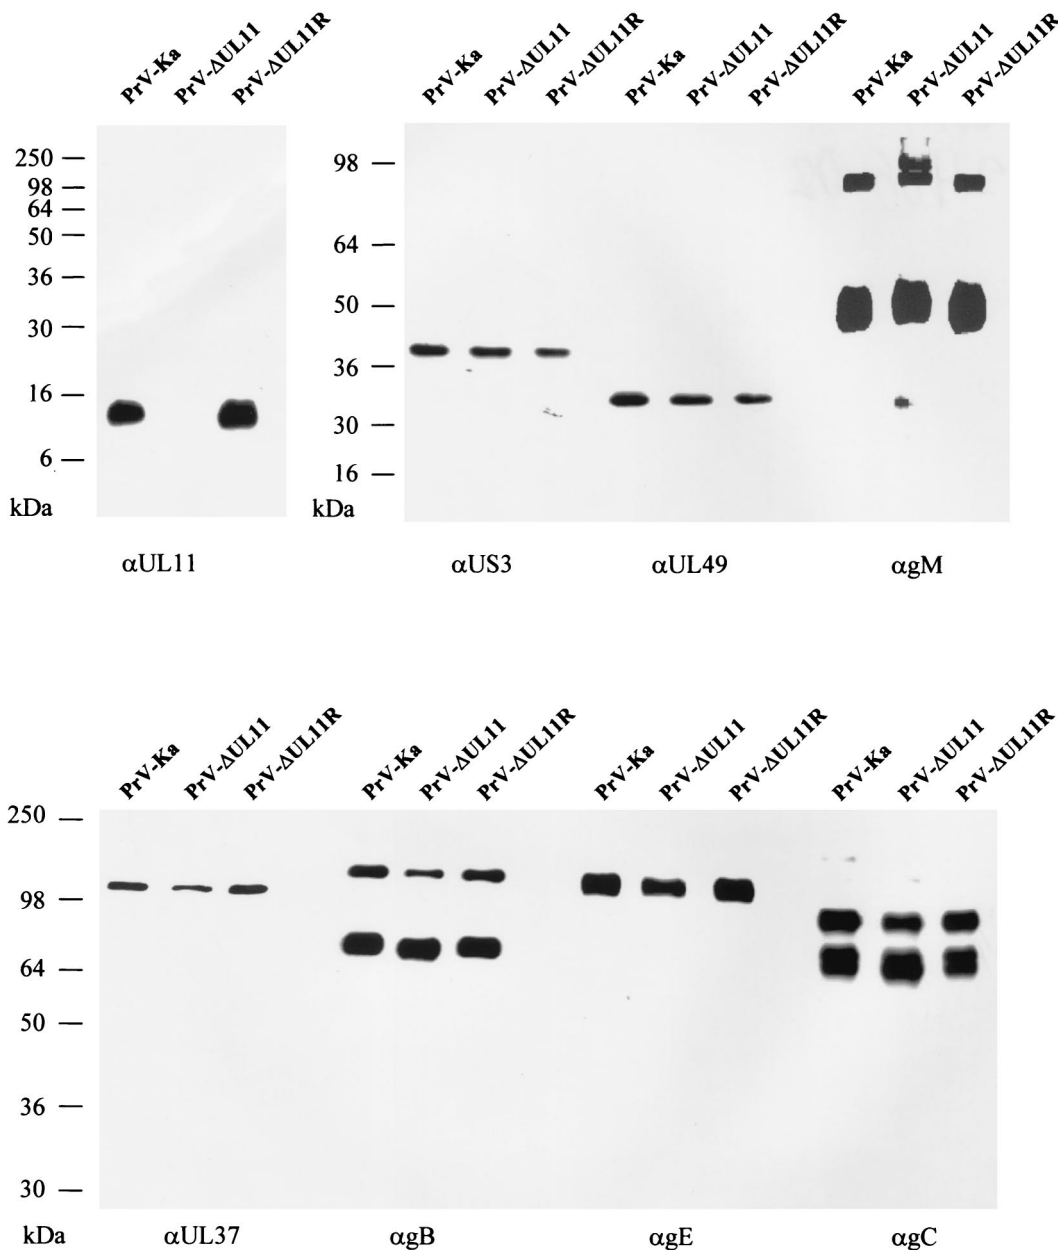 PrV-Ka PrV-ΔUL11 PrV-ΔUL11R
250
98
64
50
36
30
16
6
kDa
αUL11
PrV-Ka PrV-ΔUL11 PrV-ΔUL11R PrV-Ka PrV-ΔUL11 PrV-ΔUL11R PrV-Ka PrV-ΔUL11 PrV-ΔUL11R
98
64
50
36
30
16
kDa
αUS3 αUL49 αgM
PrV-Ka PrV-ΔUL11 PrV-ΔUL11R PrV-Ka PrV-ΔUL11 PrV-ΔUL11R PrV-Ka PrV-ΔUL11 PrV-ΔUL11R PrV-Ka PrV-ΔUL11 PrV-ΔUL11R
250
98
64
50
36
30
kDa
αUL37 αgB αgE αgC